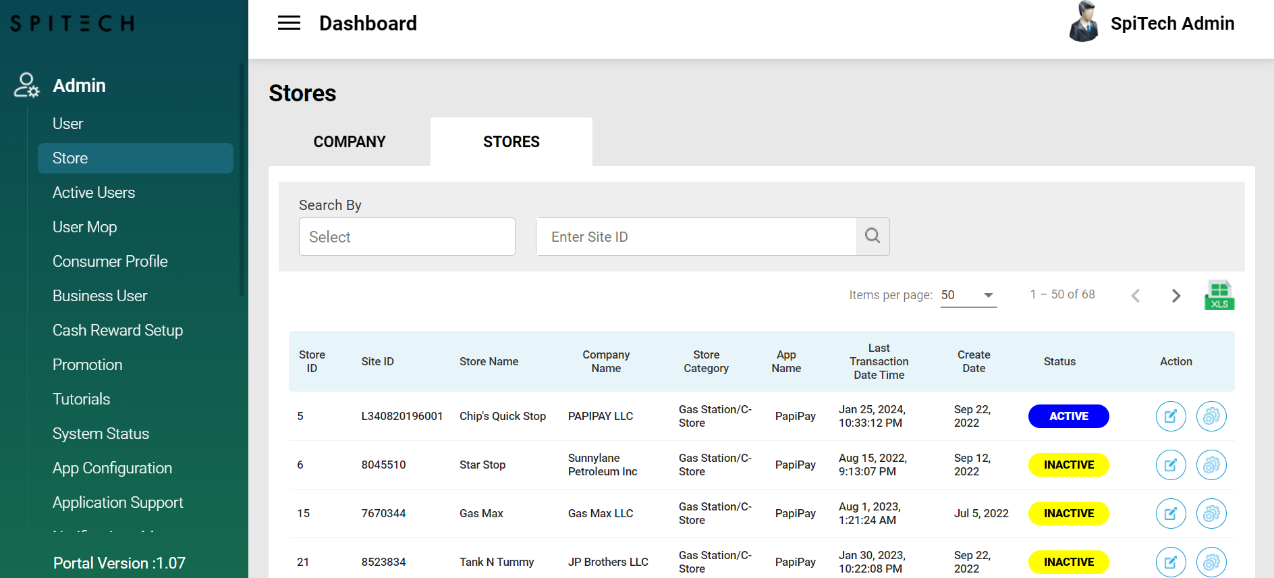 SPITECH
Dashboard
SpiTech Admin
Admin
User
Store
Active Users
User Mop
Consumer Profile
Business User
Cash Reward Setup
Promotion
Tutorials
System Status
App Configuration
Application Support
Portal Version :1.07
Stores
COMPANY
STORES
Search By
Select
Enter Site ID
Items per page: 50
1 – 50 of 68
XLS
Store ID
Site ID
Store Name
Company Name
Store Category
App Name
Last Transaction Date Time
Create Date
Status
Action
5
L340820196001
Chip's Quick Stop
PAPIPAY LLC
Gas Station/C-
Store
PapiPay
Jan 25, 2024,
10:33:12 PM
Sep 22,
2022
ACTIVE
6
8045510
Star Stop
Sunnylane
Petroleum Inc
Gas Station/C-
Store
PapiPay
Aug 15, 2022,
9:13:07 PM
Sep 12,
2022
INACTIVE
15
7670344
Gas Max
Gas Max LLC
Gas Station/C-
Store
PapiPay
Aug 1, 2023,
1:21:24 AM
Jul 5, 2022
INACTIVE
21
8523834
Tank N Tummy
JP Brothers LLC
Gas Station/C-
Store
PapiPay
Jan 30, 2023,
10:22:08 PM
Sep 22,
2022
INACTIVE